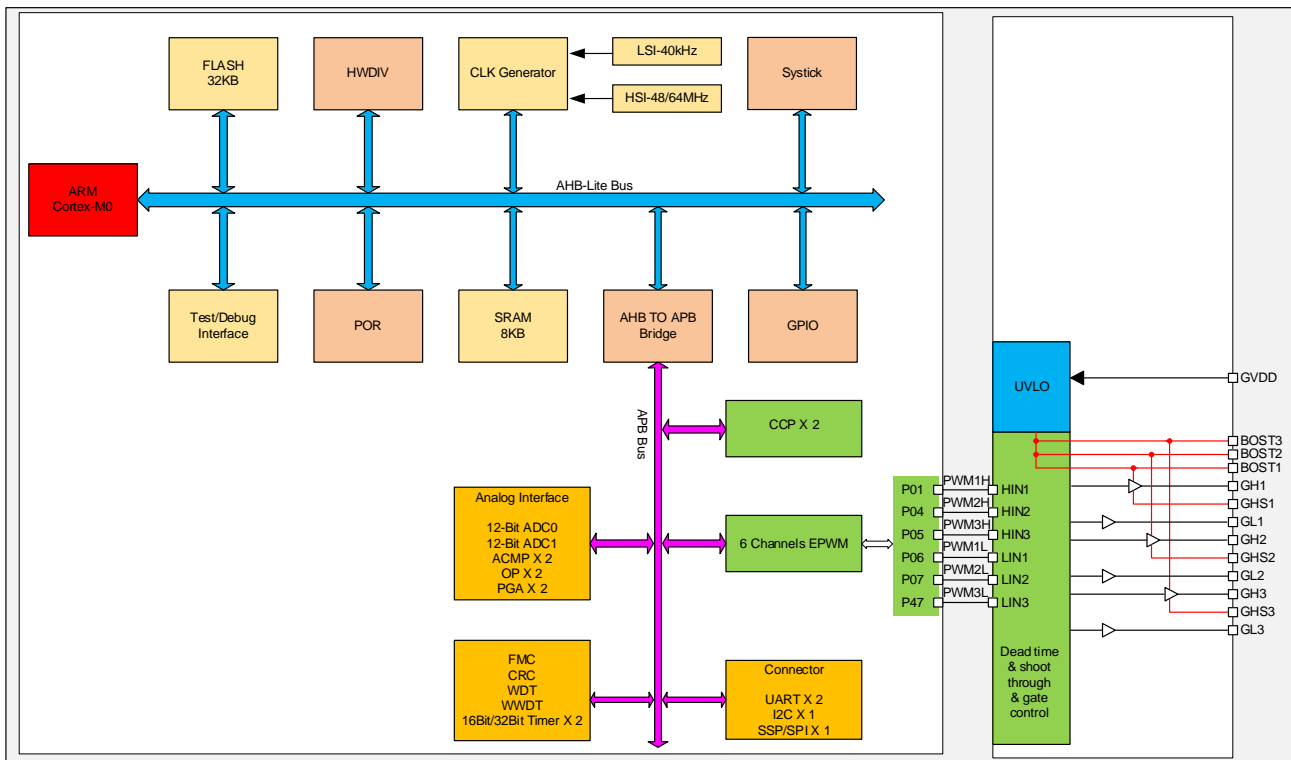 FLASH
32KB
HWDIV
CLK Generator
LSI-40kHz
HSI-48/64MHz
Systick
ARM
Cortex-M0
AHB-Lite Bus
Test/Debug
Interface
POR
SRAM
8KB
AHB TO APB
Bridge
GPIO
APB Bus
CCP X 2
Analog Interface
12-Bit ADC0
12-Bit ADC1
ACMP X 2
OP X 2
PGA X 2
6 Channels EPWM
FMC
CRC
WDT
WWDT
16Bit/32Bit Timer X 2
Connector
UART X 2
I2C X 1
SSP/SPI X 1
P01
P04
P05
P06
P07
P47
PWM1H
PWM2H
PWM3H
PWM1L
PWM2L
PWM3L
HIN1
HIN2
HIN3
LIN1
LIN2
LIN3
UVLO
Dead time
& shoot
through
& gate
control
GVDD
BOST3
BOST2
BOST1
GH1
GHS1
GL1
GH2
GHS2
GL2
GH3
GHS3
GL3